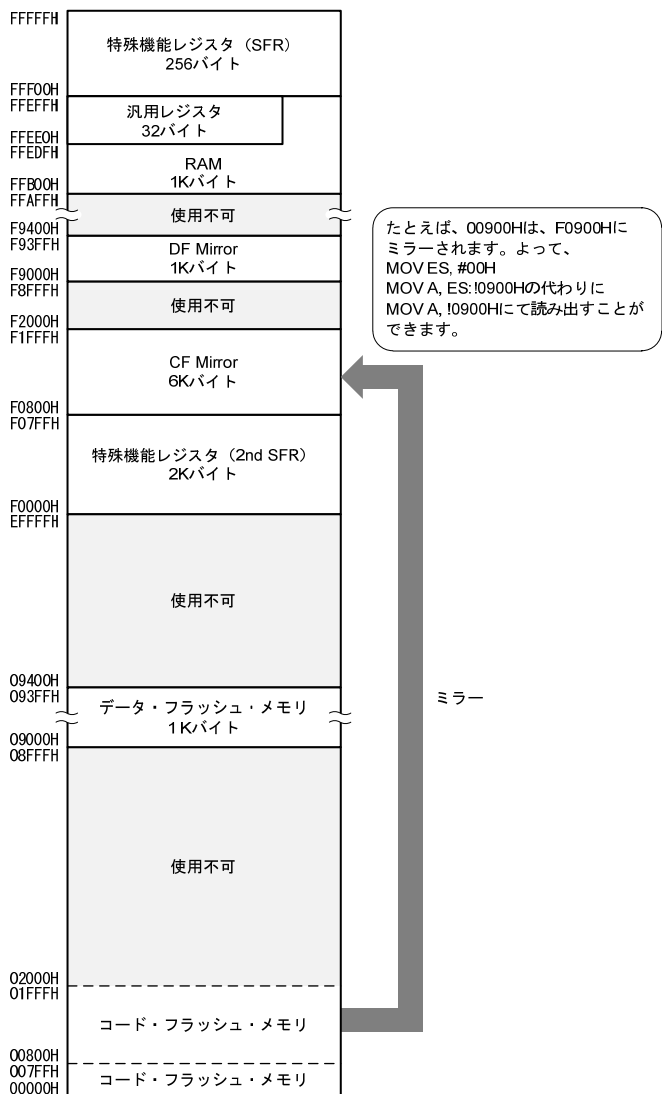 FFFFFH
特殊機能レジスタ（SFR）
256バイト
FFF00H
FFEFFH
汎用レジスタ
32バイト
FFEE0H
FFEDFH
RAM
1Kバイト
FFB00H
FFAFFH
使用不可
F9400H
F93FFH
DF Mirror
1Kバイト
F9000H
F8FFFH
使用不可
F2000H
F1FFFH
CF Mirror
6Kバイト
F0800H
F07FFH
特殊機能レジスタ（2nd SFR）
2Kバイト
F0000H
EFFFFH
使用不可
09400H
093FFH
データ・フラッシュ・メモリ
1Kバイト
09000H
08FFFH
使用不可
02000H
01FFFH
コード・フラッシュ・メモリ
00800H
007FFH
コード・フラッシュ・メモリ
00000H
たとえば、00900Hは、F0900Hに
ミラーされます。よって、
MOV ES, #00H
MOV A, ES:!0900Hの代わりに
MOV A, !0900Hにて読み出すことが
できます。
ミラー